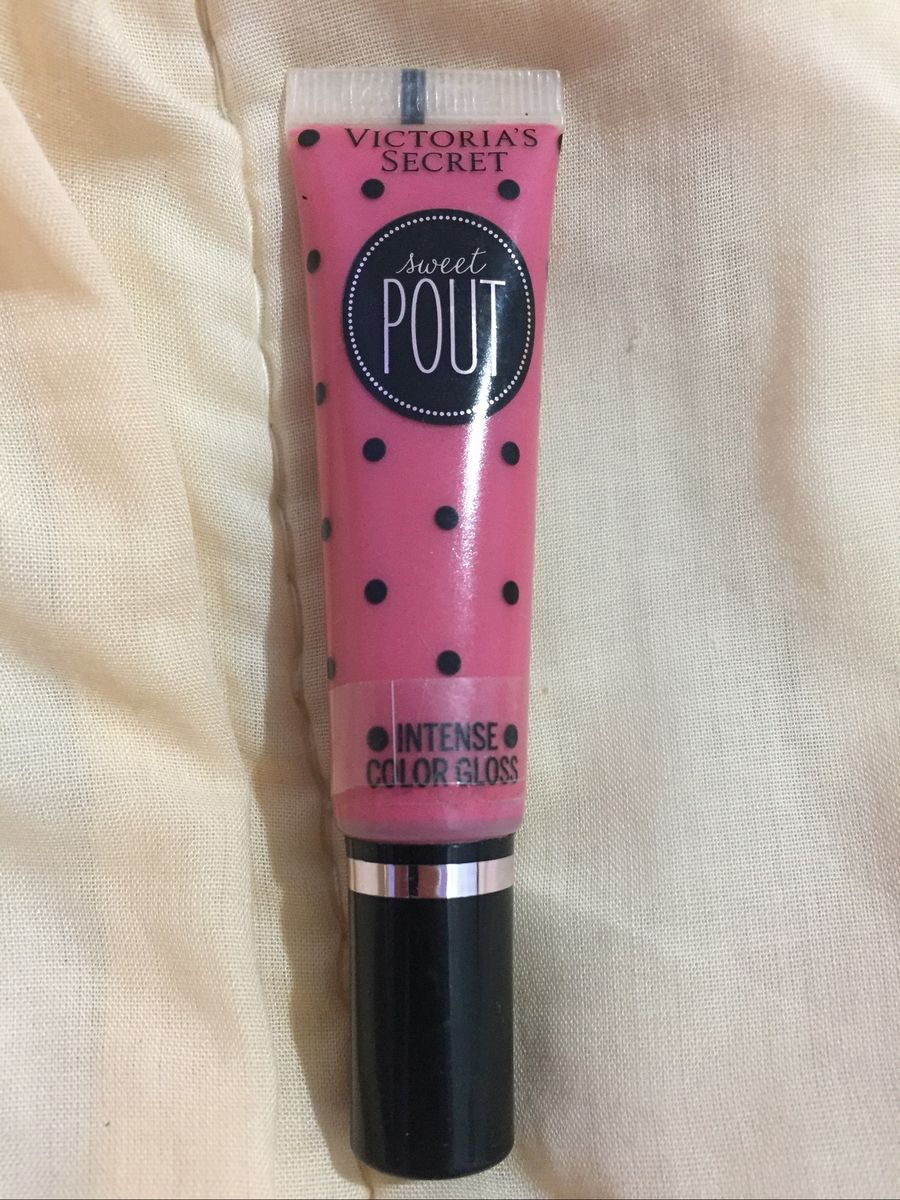 VICTORIA'S
SECRET
sweet
POUT
INTENSE
COLOR GLOSS